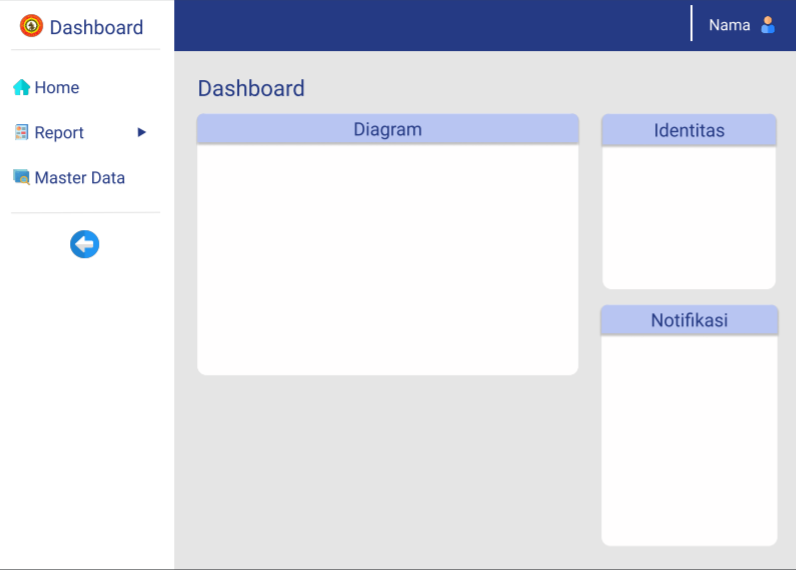 Dashboard
Nama
Home
Report
Master Data
Dashboard
Diagram
Identitas
Notifikasi